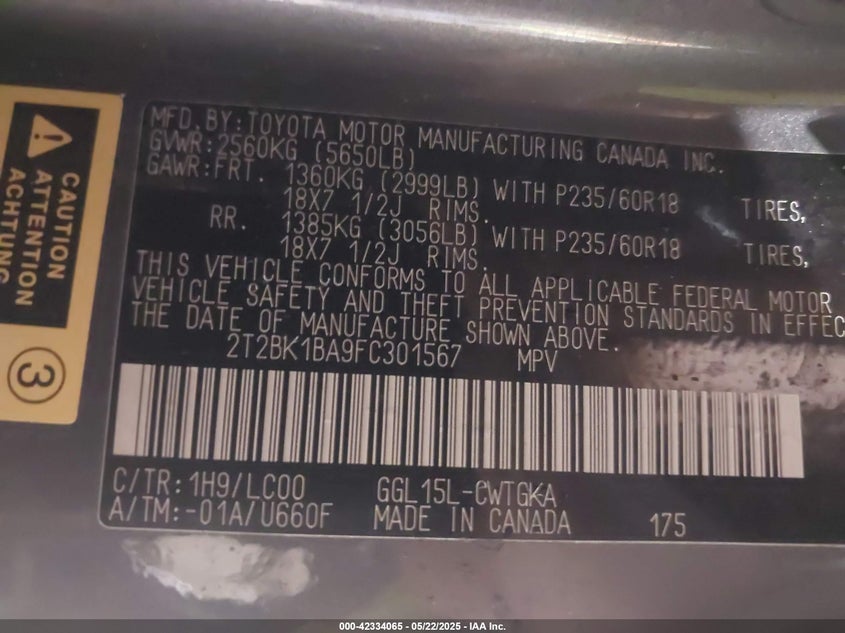 CAUTION
ATTENTION
ACHTUNG
3
MFD. BY: TOYOTA MOTOR MANUFACTURING CANADA INC.
GVWR: 2560KG (5650LB)
GAWR: FRT. 1360KG (2999LB) WITH P235/60R18 TIRES,
18X7 1/2J RIMS.
RR. 1385KG (3056LB) WITH P235/60R18 TIRES,
18X7 1/2J RIMS.
THIS VEHICLE CONFORMS TO ALL APPLICABLE FEDERAL MOTOR
VEHICLE SAFETY AND THEFT PREVENTION STANDARDS IN EFFEC
THE DATE OF MANUFACTURE SHOWN ABOVE.
2T2BK1BA9FC301567 MPV
C/TR: 1H9/LC00 GGL15L-CWTGKA
A/TM: -01A/U660F MADE IN CANADA 175
000-42334065 - 05/22/2025 - IAA Inc.